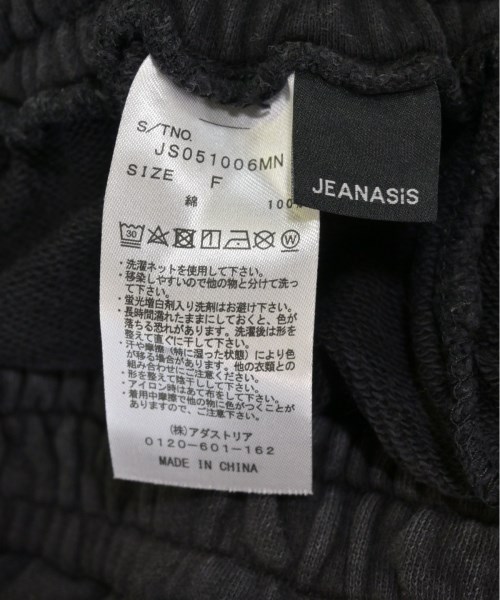 S/TNO.
JS051006MN
SIZE F
綿 100%
30
W
・洗濯ネットを使用して下さい。
・移染しやすいので他の物と分けて洗っ
て下さい。
・蛍光増白剤入り洗剤はお避け下さい。
・長時間濡れたままにしておくと、色が
落ちる恐れがあります。洗濯後は形を
整えて直ぐに干して下さい。
・汗や摩擦（特に湿った状態）により色
が移る場合があります。他の衣類との
組み合わせにご注意ください。
・形を整えて陰干しして下さい。
・アイロン時はあて布をして下さい。
・着用中摩擦で他の物に色がつくことが
ありますので、ご注意下さい。
（株）アダストリア
0120-601-162
MADE IN CHINA
JEANASiS